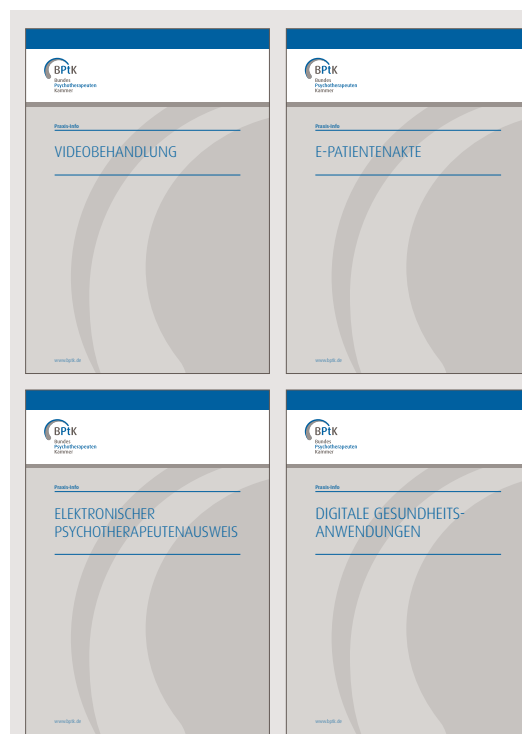 BPtK
Bundes
Psychotherapeuten
Kammer
Praxis-Info
VIDEOBEHANDLUNG
www.bptk.de
BPtK
Bundes
Psychotherapeuten
Kammer
Praxis-Info
E-PATIENTENAKTE
www.bptk.de
BPtK
Bundes
Psychotherapeuten
Kammer
Praxis-Info
ELEKTRONISCHER
PSYCHOTHERAPEUTENAUSWEIS
www.bptk.de
BPtK
Bundes
Psychotherapeuten
Kammer
Praxis-Info
DIGITALE GESUNDHEITS-
ANWENDUNGEN
www.bptk.de